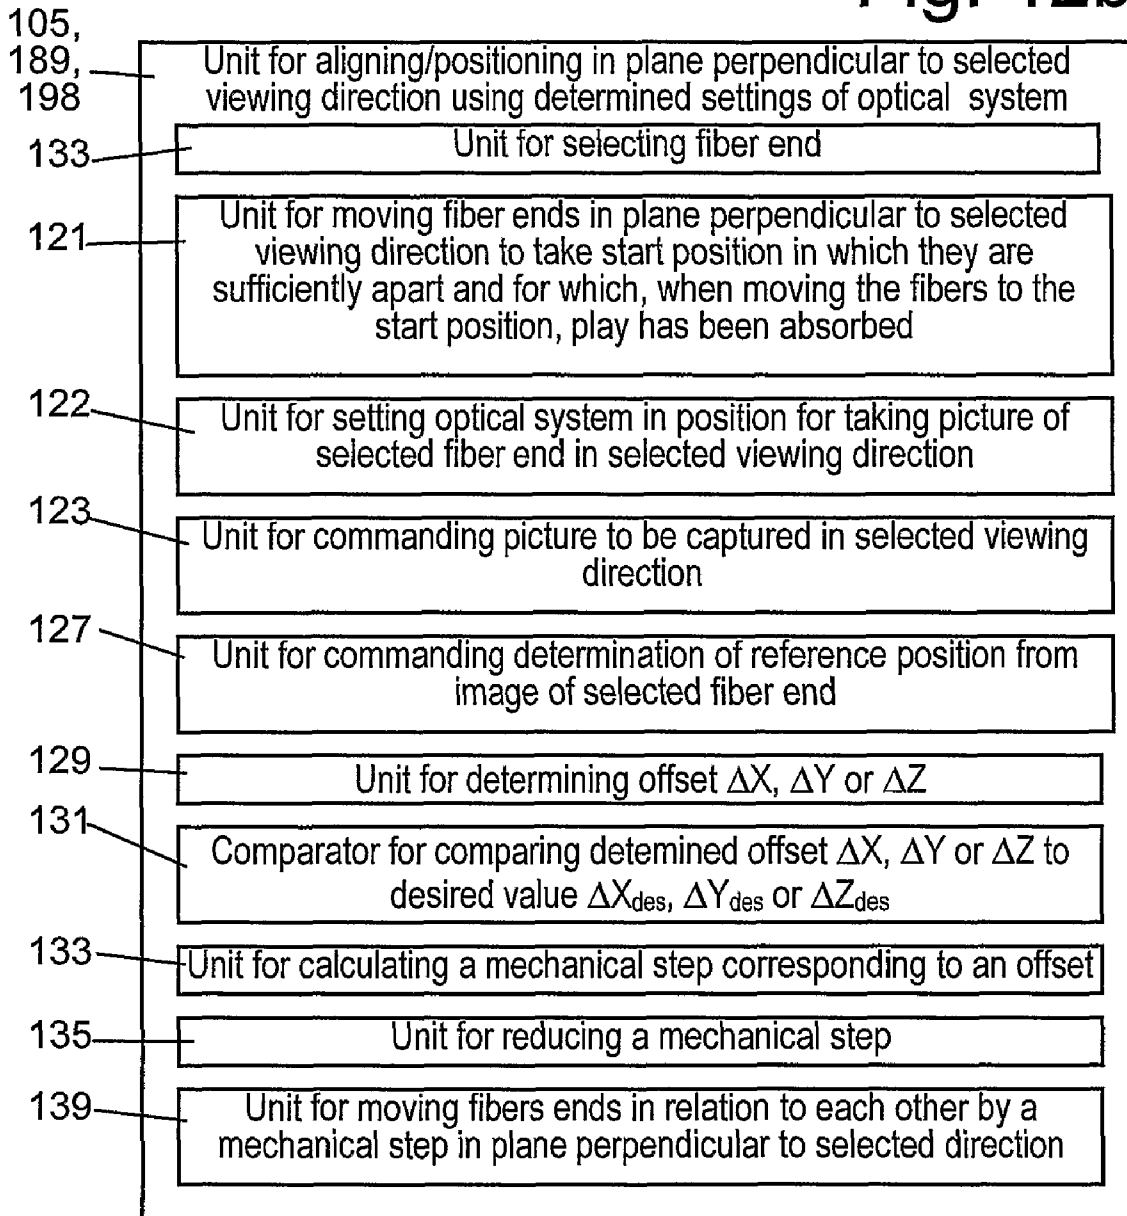 Fig. 12b
105,
189,
198
Unit for aligning/positioning in plane perpendicular to selected
viewing direction using determined settings of optical system
133
Unit for selecting fiber end
121
Unit for moving fiber ends in plane perpendicular to selected
viewing direction to take start position in which they are
sufficiently apart and for which, when moving the fibers to the
start position, play has been absorbed
122
Unit for setting optical system in position for taking picture of
selected fiber end in selected viewing direction
123
Unit for commanding picture to be captured in selected viewing
direction
127
Unit for commanding determination of reference position from
image of selected fiber end
129
Unit for determining offset ΔX, ΔY or ΔZ
131
Comparator for comparing detemined offset ΔX, ΔY or ΔZ to
desired value ΔXdes, ΔYdes or ΔZdes
133
Unit for calculating a mechanical step corresponding to an offset
135
Unit for reducing a mechanical step
139
Unit for moving fibers ends in relation to each other by a
mechanical step in plane perpendicular to selected direction